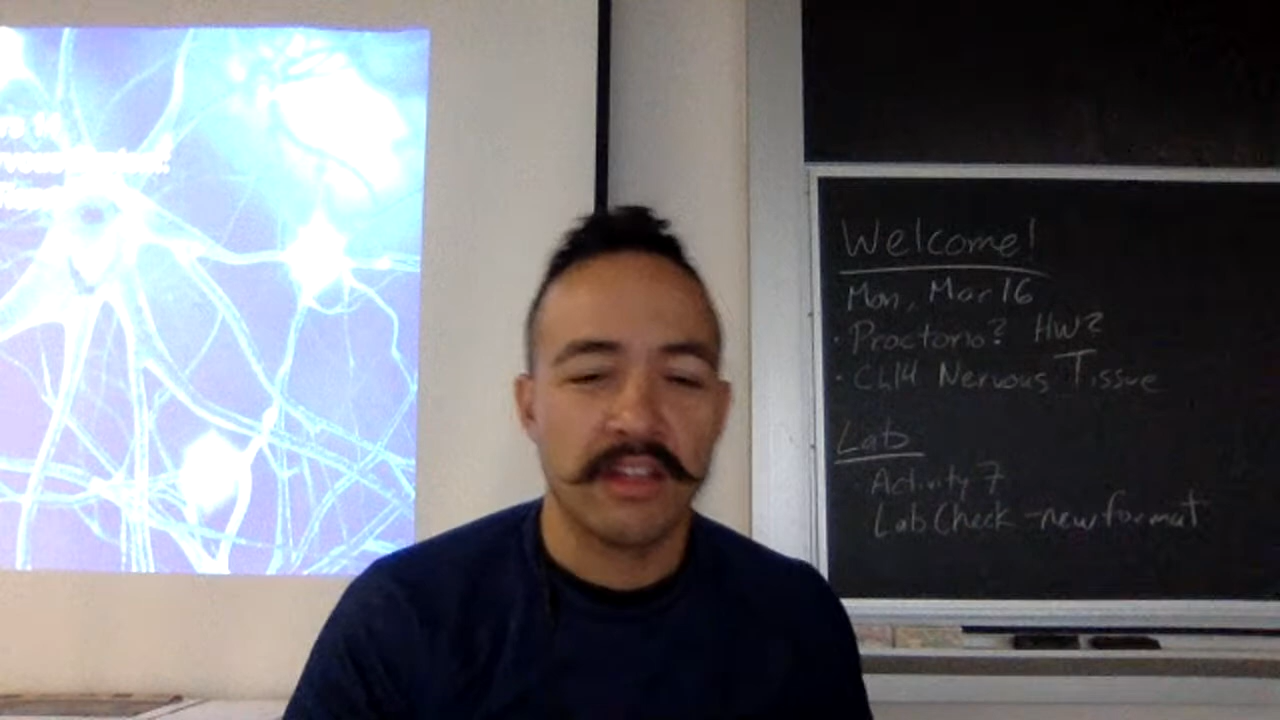 Welcome!
Mon, Mar 16
· Proctorio? HW?
· Ch14 Nervous Tissue
Lab
Activity 7
Lab Check - new format